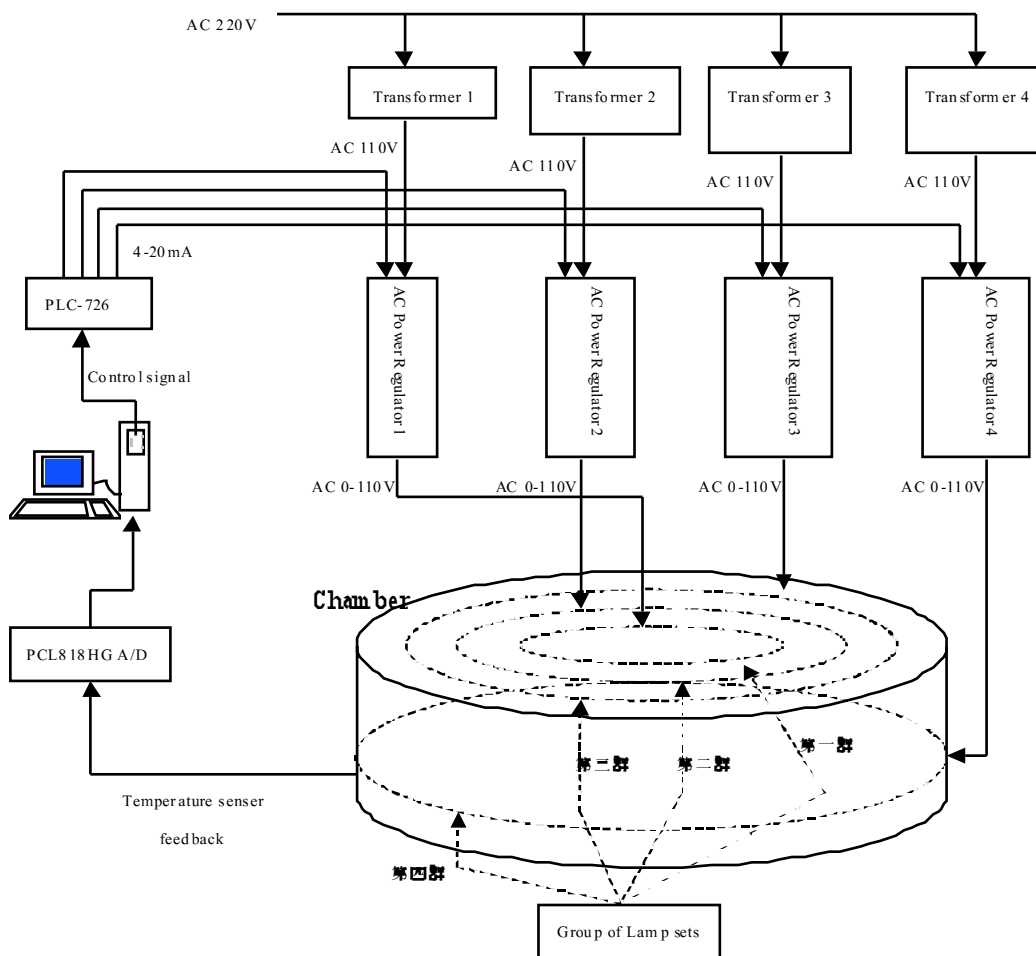 AC 220V
Transformer 1
Transformer 2
Transformer 3
Transformer 4
AC 110V
AC 110V
AC 110V
AC 110V
4-20mA
PLC-726
AC Power Regulator 1
AC Power Regulator 2
AC Power Regulator 3
AC Power Regulator 4
Control signal
AC 0-110V
AC 0-110V
AC 0-110V
AC 0-110V
Chamber
PCL818HG A/D
第一群
第三群
第二群
Temperature senser
feedback
第四群
Group of Lamp sets